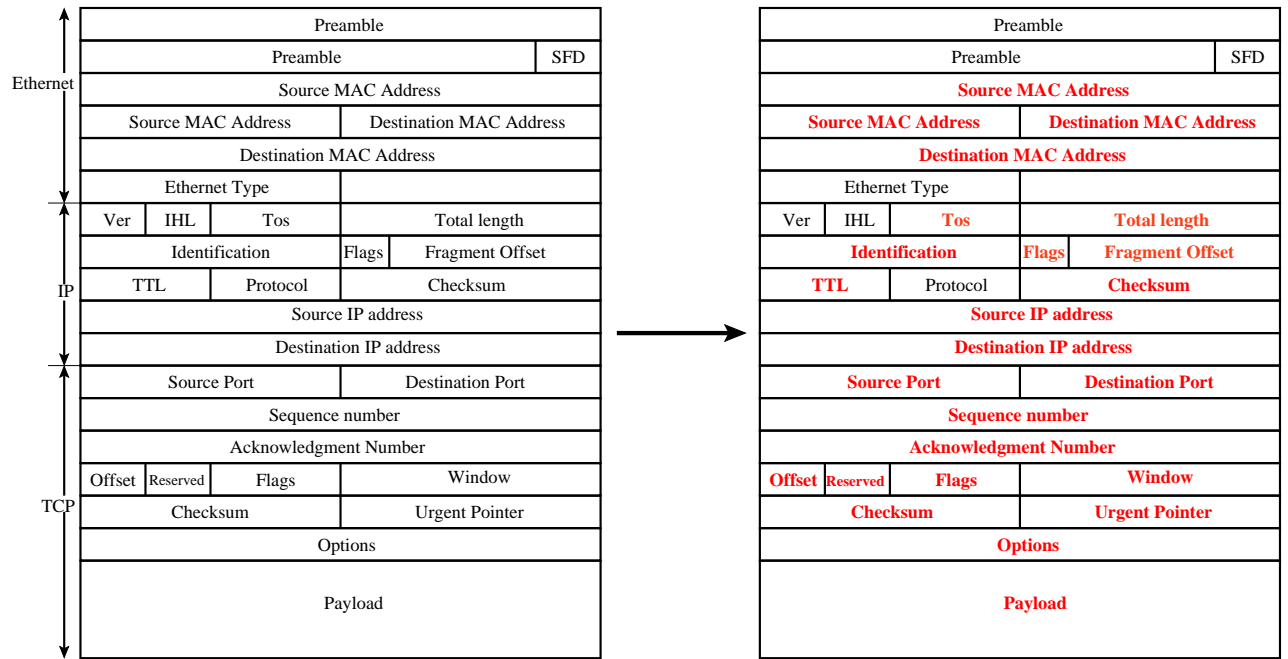 Preamble
Preamble SFD
Ethernet
Source MAC Address
Source MAC Address Destination MAC Address
Destination MAC Address
Ethernet Type
Ver IHL Tos Total length
Identification Flags Fragment Offset
IP
TTL Protocol Checksum
Source IP address
Destination IP address
Source Port Destination Port
Sequence number
Acknowledgment Number
Offset Reserved Flags Window
TCP
Checksum Urgent Pointer
Options
Payload
Preamble
Preamble SFD
Source MAC Address
Source MAC Address Destination MAC Address
Destination MAC Address
Ethernet Type
Ver IHL Tos Total length
Identification Flags Fragment Offset
TTL Protocol Checksum
Source IP address
Destination IP address
Source Port Destination Port
Sequence number
Acknowledgment Number
Offset Reserved Flags Window
Checksum Urgent Pointer
Options
Payload